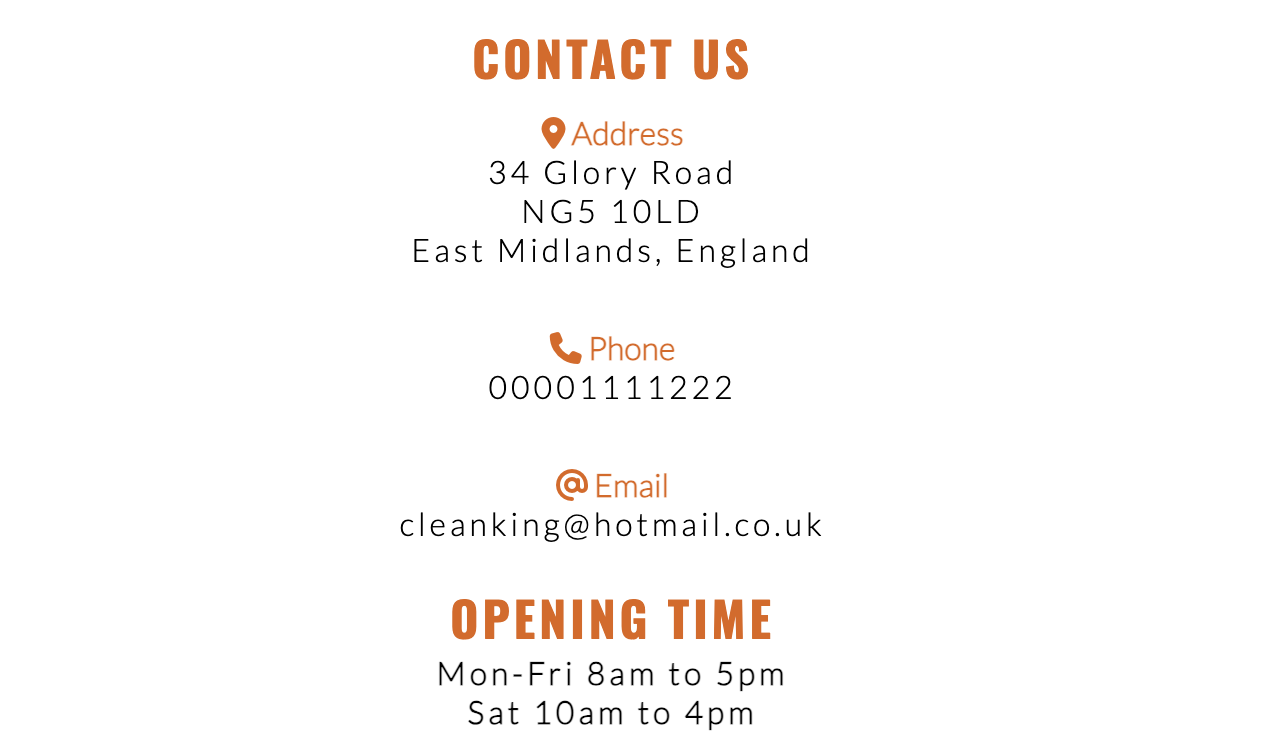 CONTACT US
Address
34 Glory Road
NG5 10LD
East Midlands, England
Phone
00001111222
Email
cleanking@hotmail.co.uk
OPENING TIME
Mon-Fri 8am to 5pm
Sat 10am to 4pm